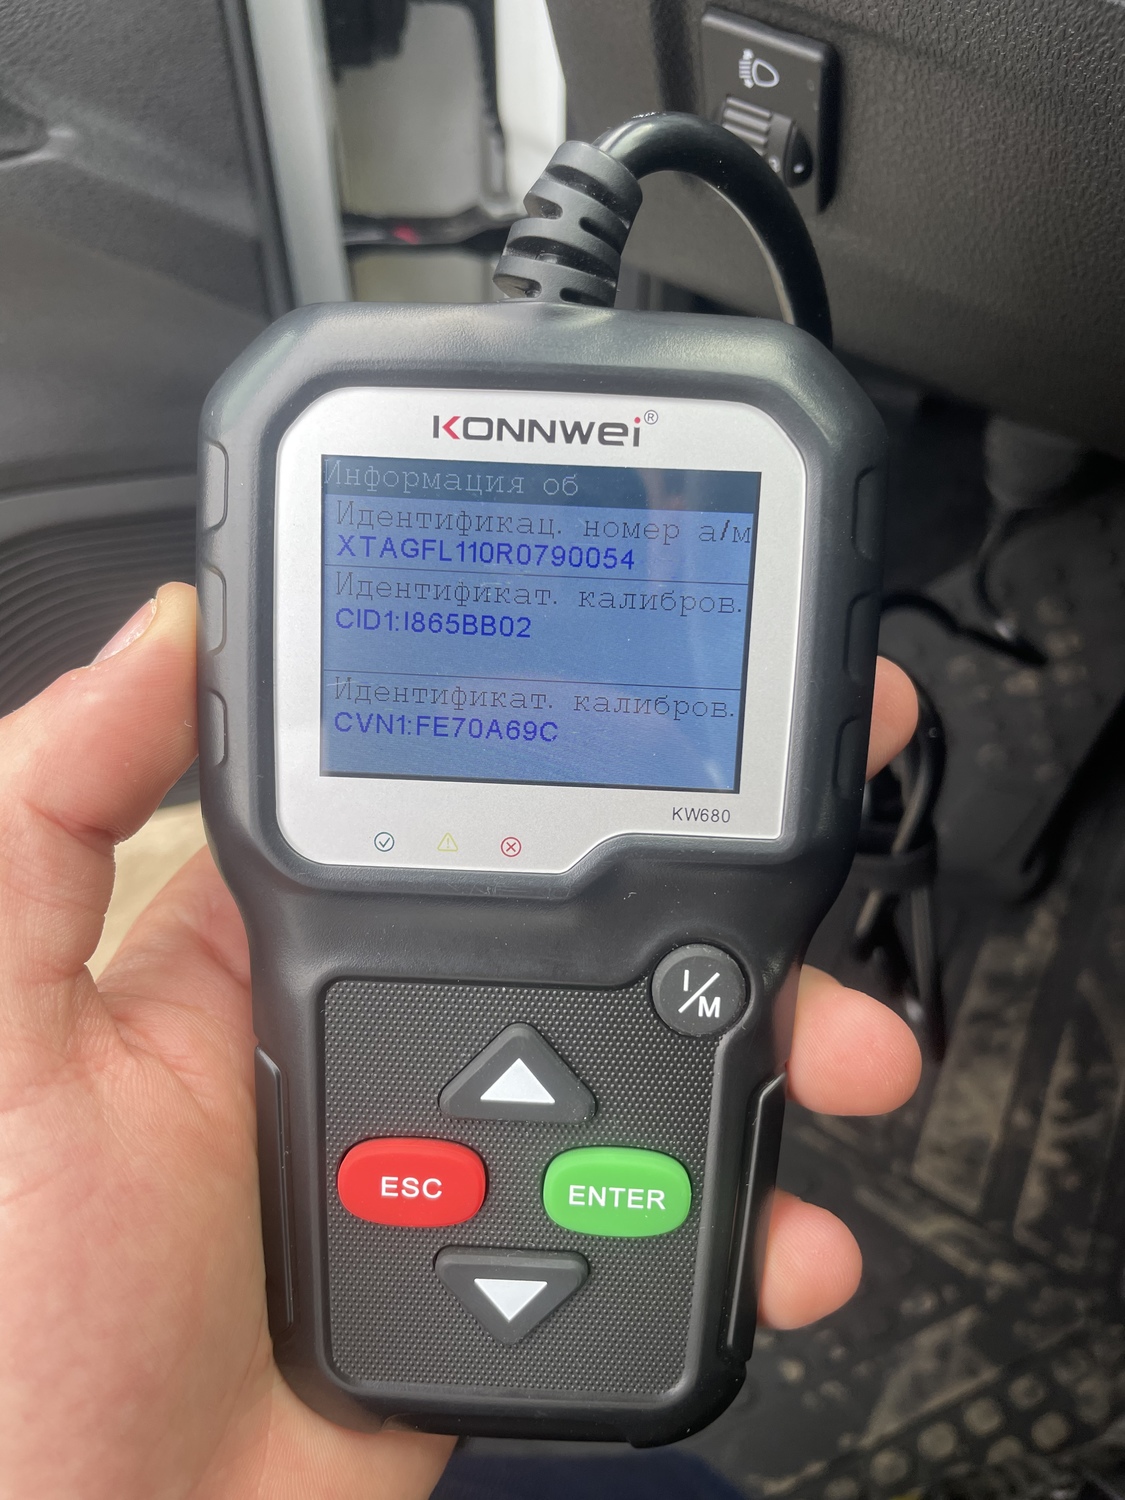 KONNWEI®
Информация об
Идентификац. номер а/м
XTAGFL110R0790054
Идентификат. калибров.
CID1:I865BB02
Идентификат. калибров.
CVN1:FE70A69C
KW680
I/M
ESC
ENTER